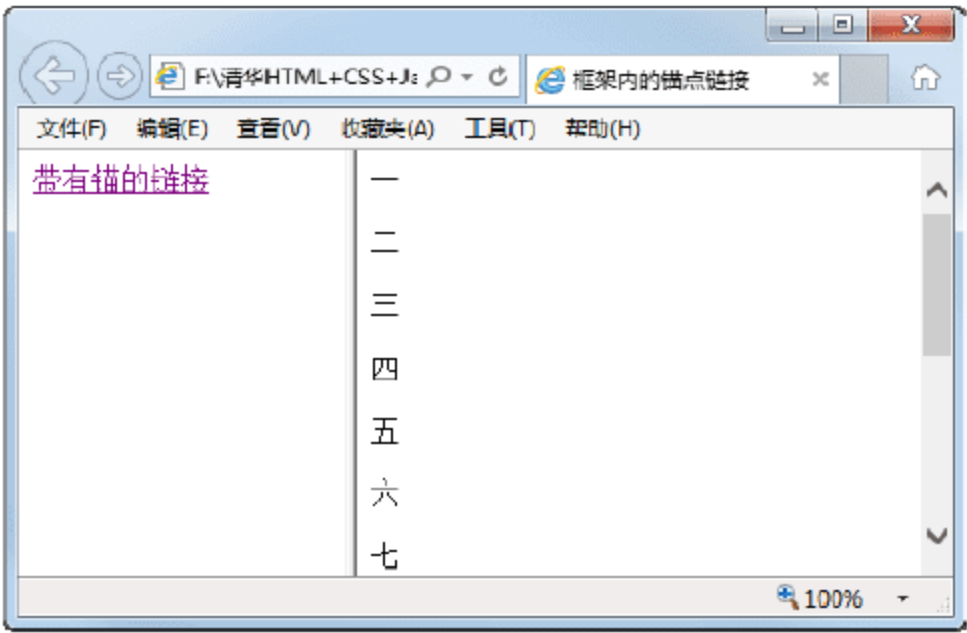 F:\清华HTML+CSS+Ja
框架内的锚点链接
文件(F) 编辑(E) 查看(V) 收藏夹(A) 工具(T) 帮助(H)
带有锚的链接
一
二
三
四
五
六
七
100%